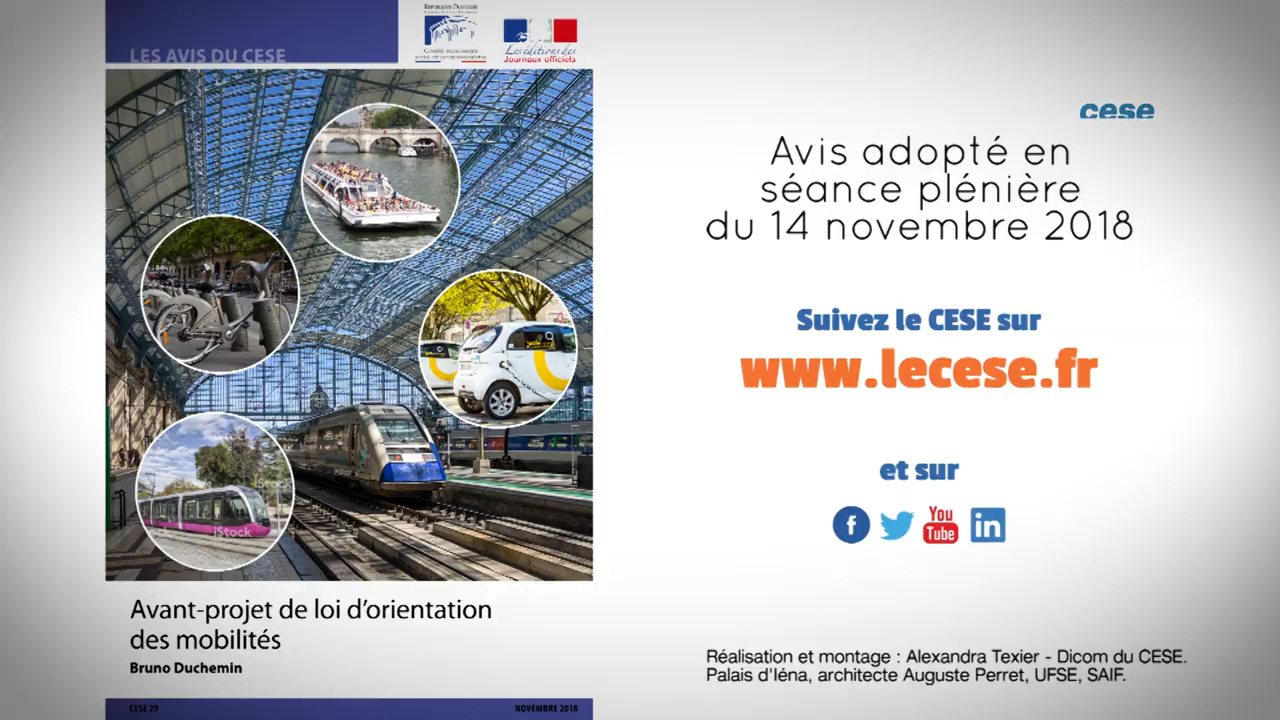 LES AVIS DU CESE
RÉPUBLIQUE FRANÇAISE
Les éditions des
Journaux officiels
iStock
iStock
Avant-projet de loi d'orientation
des mobilités
Bruno Duchemin
CESE 29
NOVEMBRE 2018
cese
Avis adopté en
séance plénière
du 14 novembre 2018
Suivez le CESE sur
www.lecese.fr
et sur
f
You
Tube
in
Réalisation et montage : Alexandra Texier - Dicom du CESE.
Palais d'Iéna, architecte Auguste Perret, UFSE, SAIF.